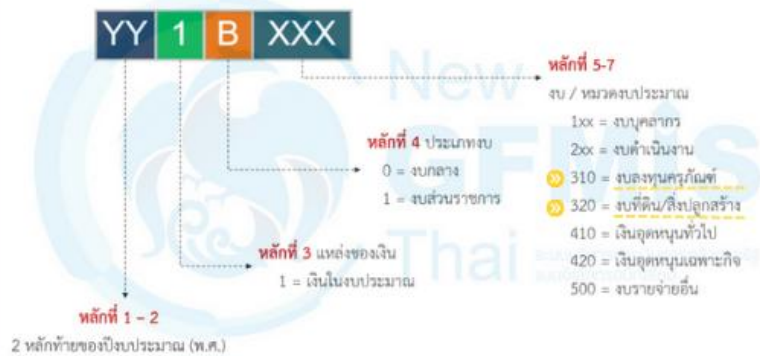 YY 1 B XXX
หลักที่ 5-7
งบ / หมวดงบประมาณ
1xx = งบบุคลากร
2xx = งบดำเนินงาน
310 = งบลงทุนครุภัณฑ์
320 = งบที่ดิน/สิ่งปลูกสร้าง
410 = เงินอุดหนุนทั่วไป
420 = เงินอุดหนุนเฉพาะกิจ
500 = งบรายจ่ายอื่น
หลักที่ 4 ประเภทงบ
0 = งบกลาง
1 = งบส่วนราชการ
หลักที่ 3 แหล่งของเงิน
1 = เงินในงบประมาณ
หลักที่ 1 – 2
2 หลักท้ายของปีงบประมาณ (พ.ศ.)
New
GFMIS
Thai